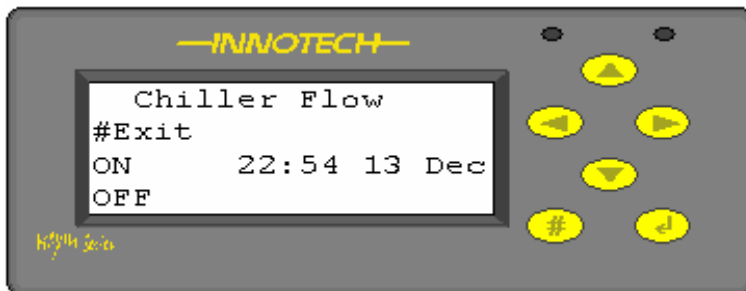 INNOTECH
Chiller Flow
#Exit
ON 22:54 13 Dec
OFF
#